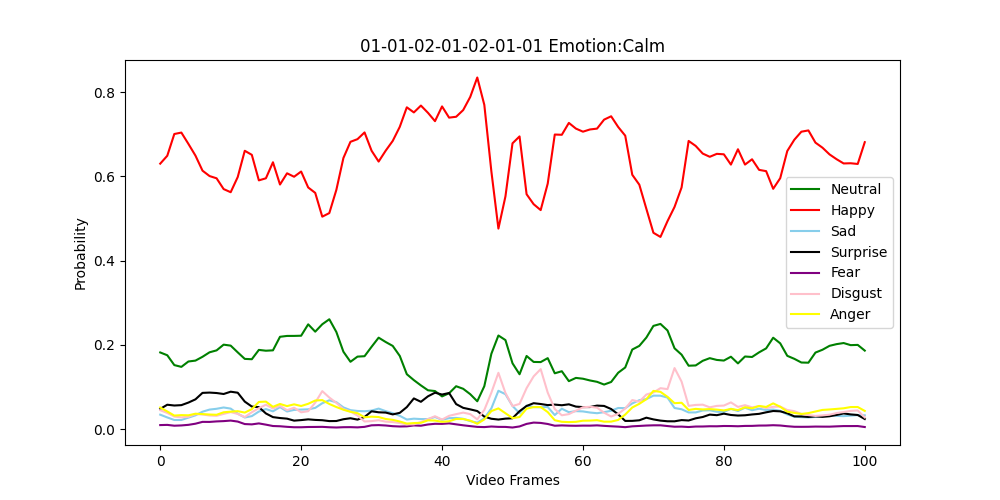 01-01-02-01-02-01-01 Emotion:Calm
Probability
0.8
0.6
0.4
0.2
0.0
Neutral
Happy
Sad
Surprise
Fear
Disgust
Anger
0 20 40 60 80 100
Video Frames